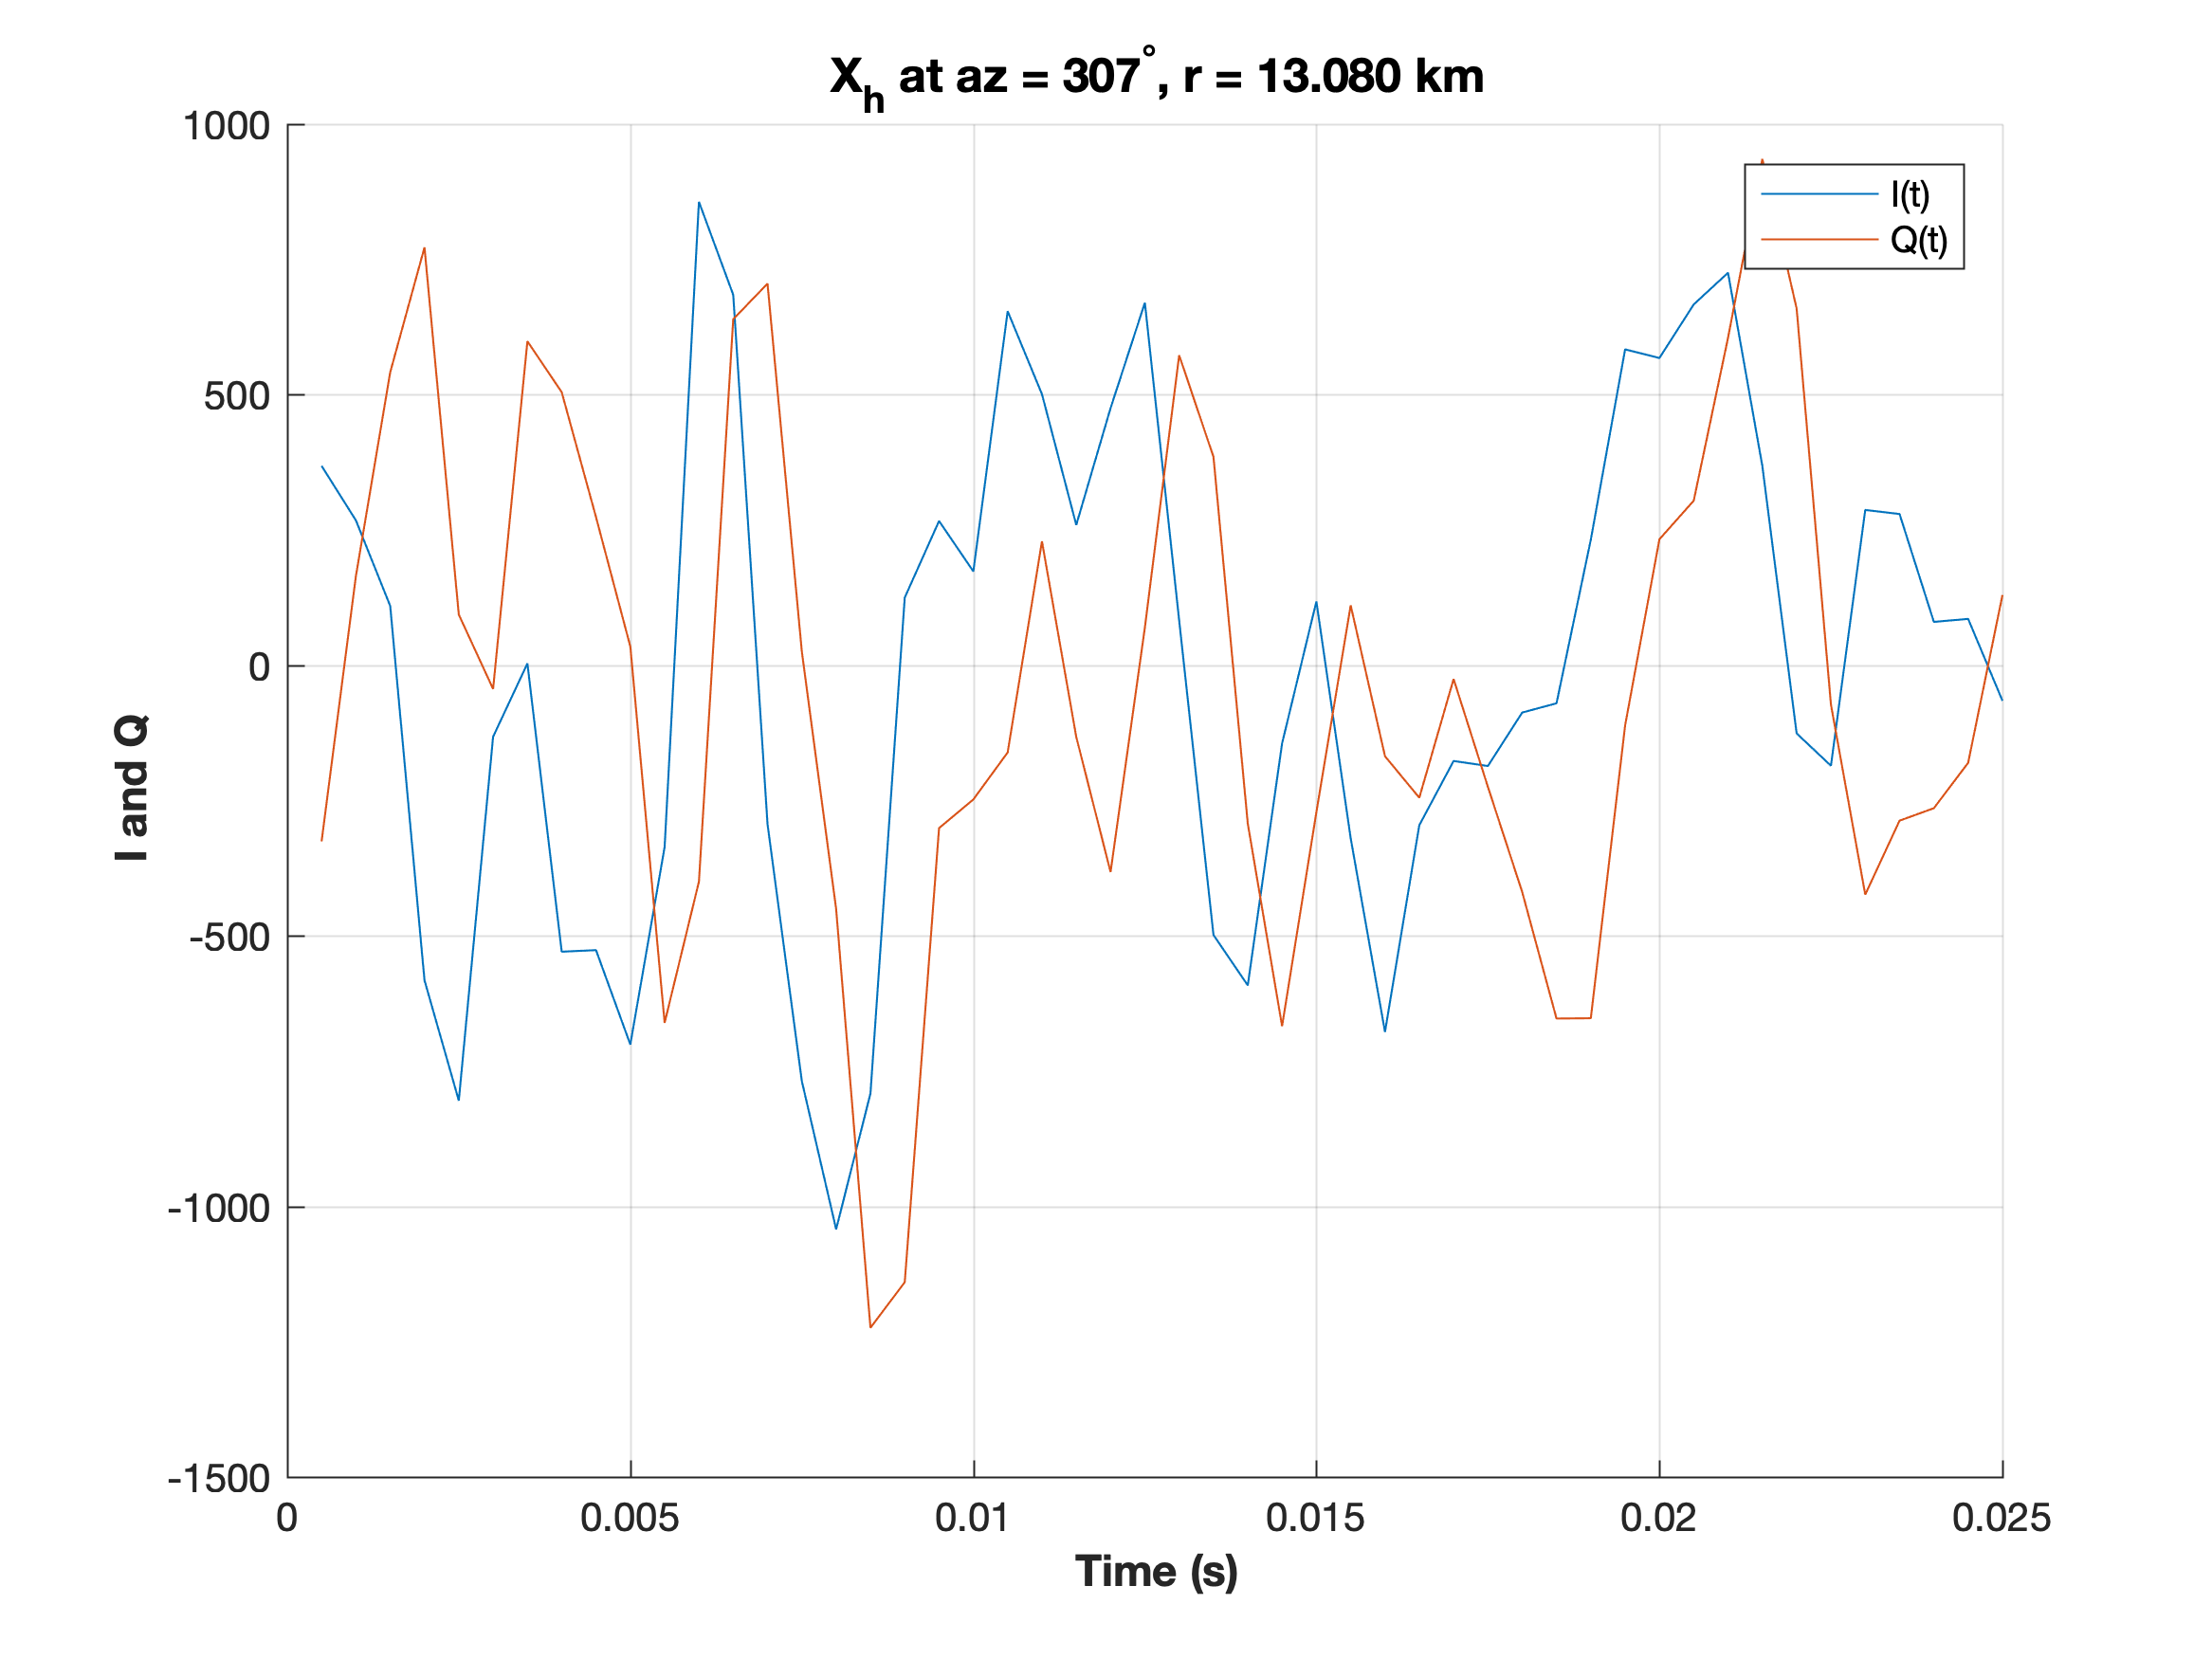 X_h at az = 307°, r = 13.080 km
1000
500
0
-500
-1000
-1500
I and Q
I(t)
Q(t)
0 0.005 0.01 0.015 0.02 0.025
Time (s)